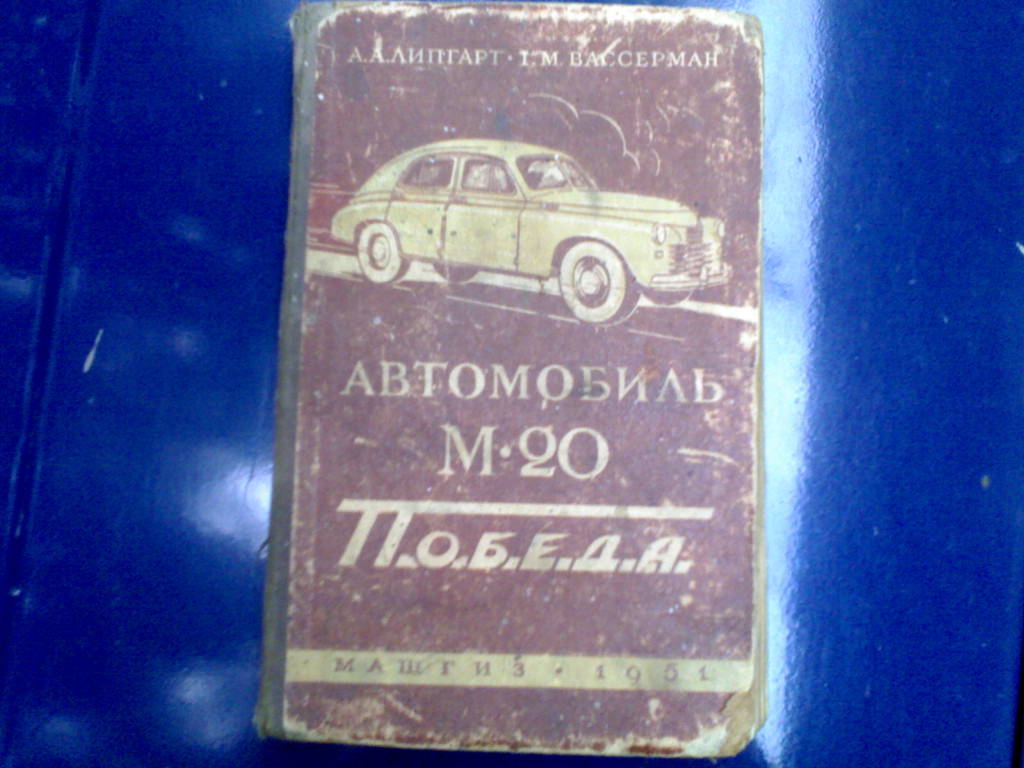 А.А.ЛИПГАРТ · Г.М. ВАССЕРМАН
АВТОМОБИЛЬ
М·20
П.О.Б.Е.Д.А.
МАШГИЗ · 1951